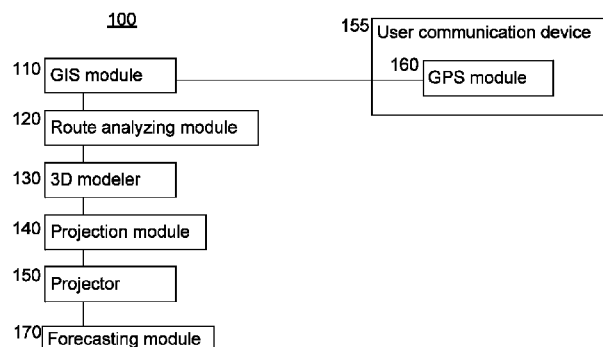 100
155 User communication device
110 GIS module
160 GPS module
120 Route analyzing module
130 3D modeler
140 Projection module
150 Projector
170 Forecasting module